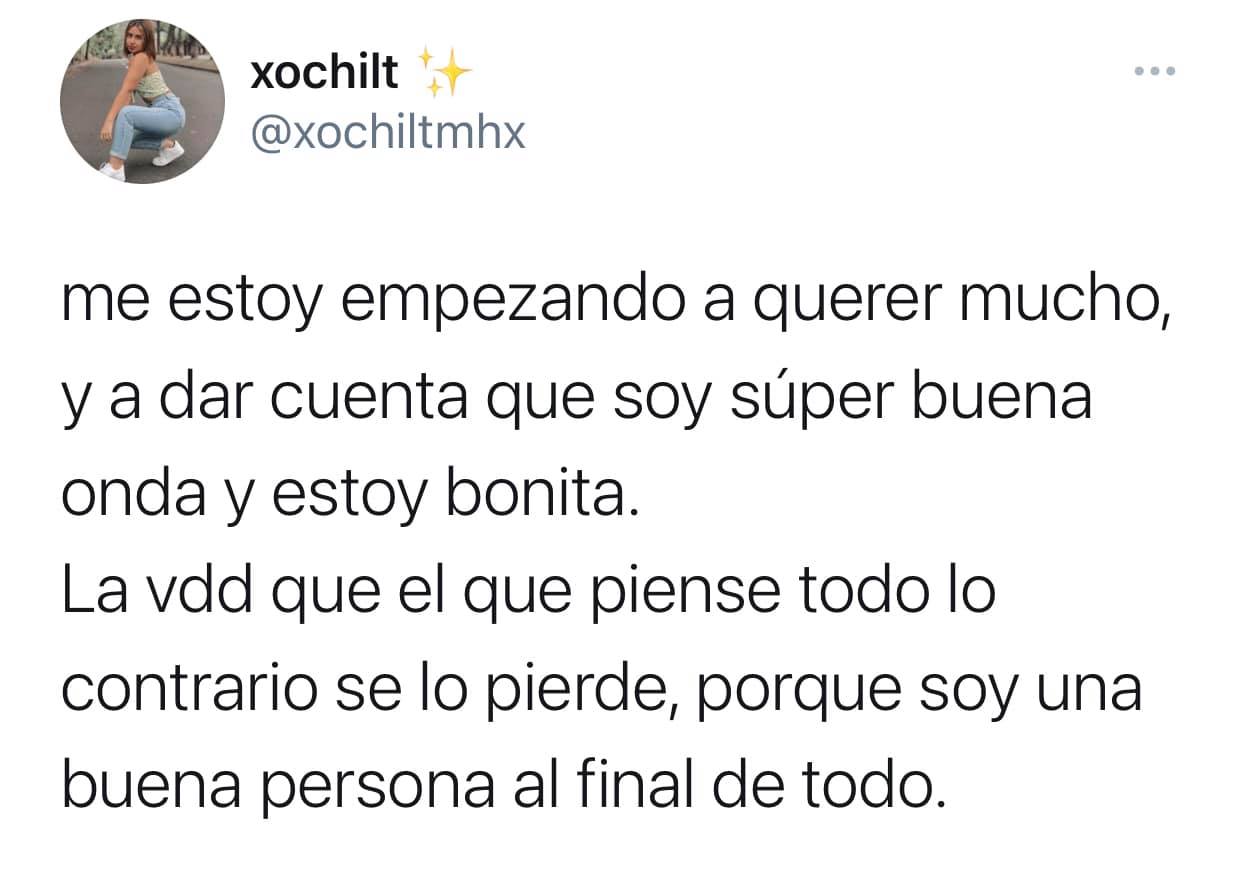 xochilt ✨
@xochiltmhx
me estoy empezando a querer mucho,
y a dar cuenta que soy súper buena
onda y estoy bonita.
La vdd que el que piense todo lo
contrario se lo pierde, porque soy una
buena persona al final de todo.